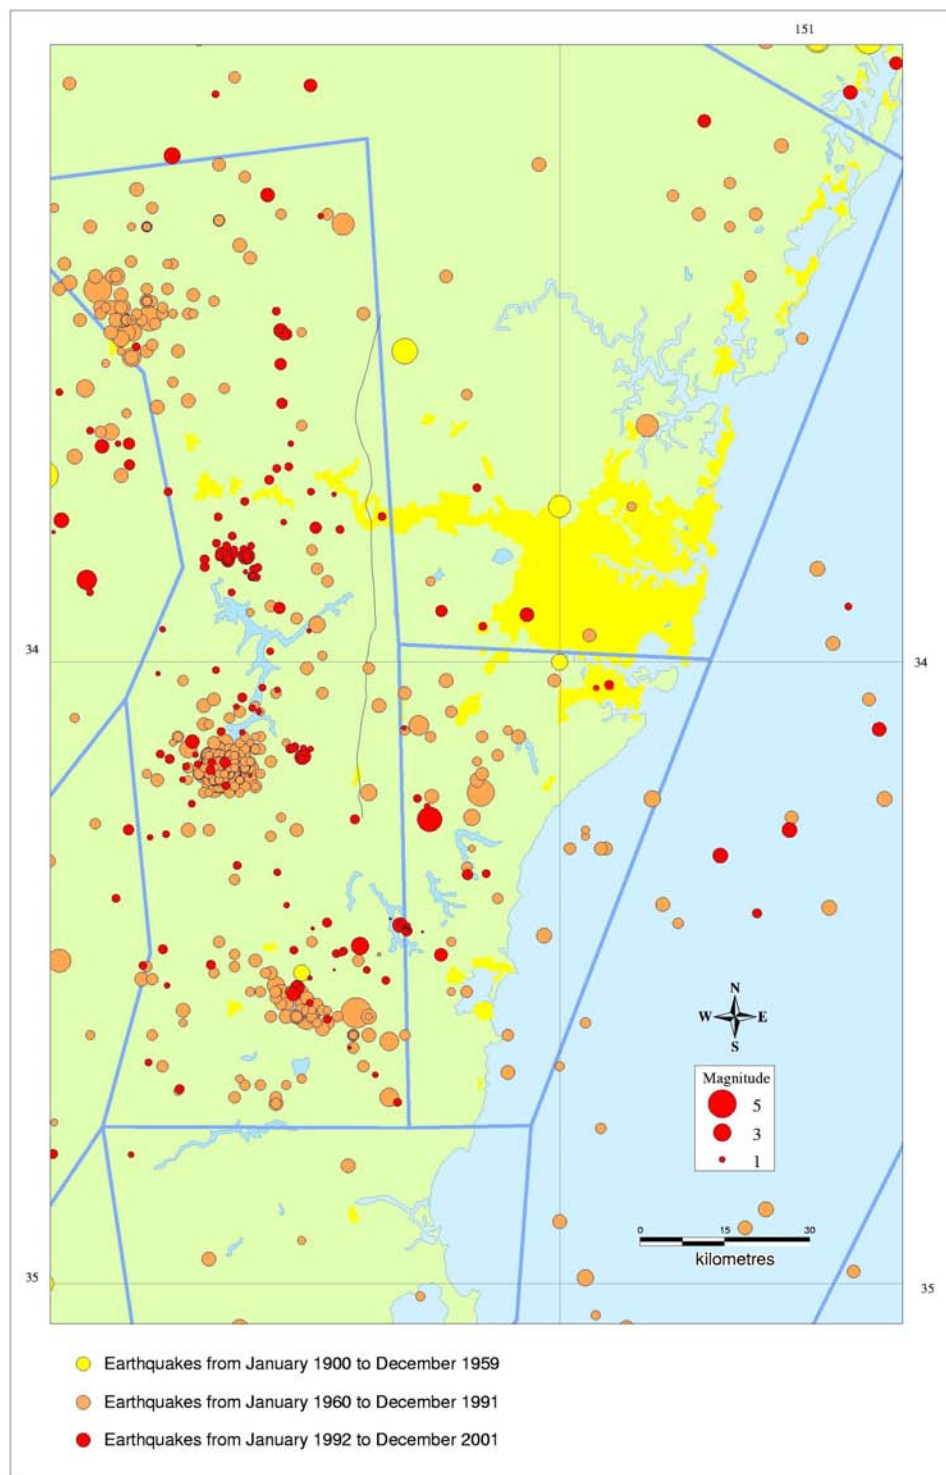 151
34
34
N
W E
S
Magnitude
5
3
1
0 15 30
kilometres
35
35
Earthquakes from January 1900 to December 1959
Earthquakes from January 1960 to December 1991
Earthquakes from January 1992 to December 2001